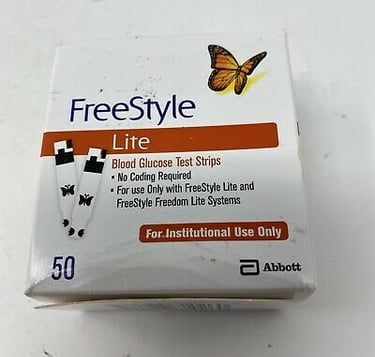 FreeStyle
Lite
Blood Glucose Test Strips
• No Coding Required
• For use Only with FreeStyle Lite and
FreeStyle Freedom Lite Systems
For Institutional Use Only
50
Abbott